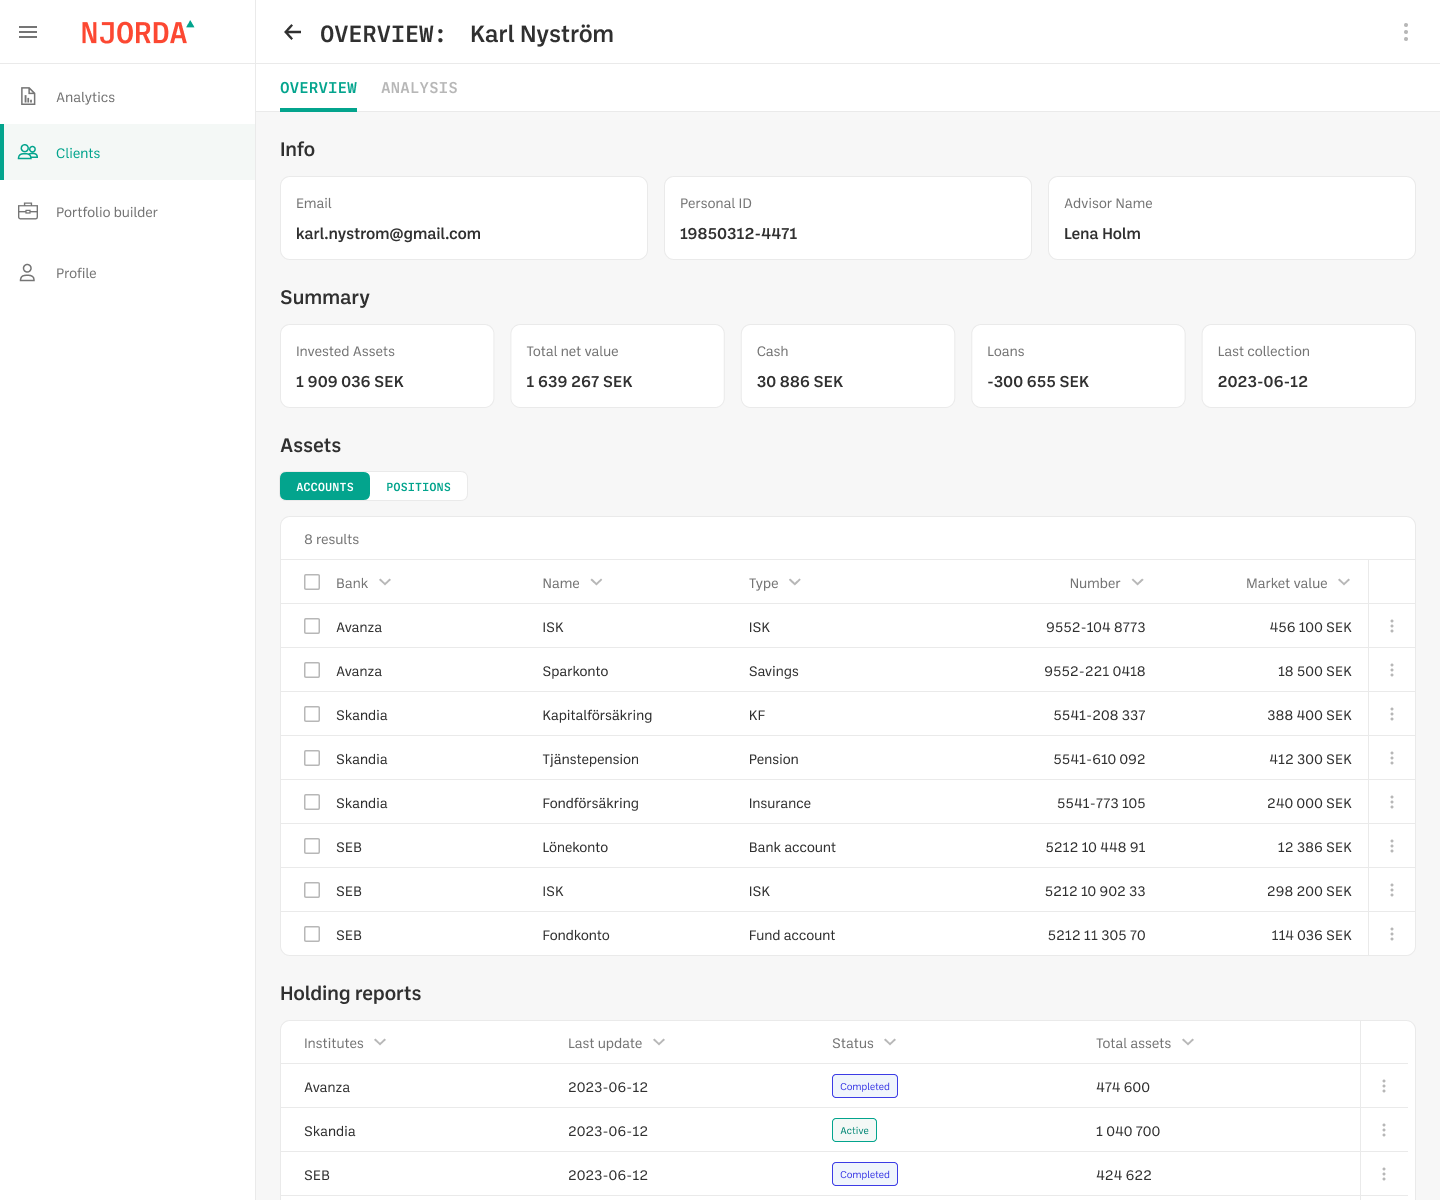 NJORDA
OVERVIEW: Karl Nyström
OVERVIEW ANALYSIS
Analytics
Clients
Portfolio builder
Profile
Info
Email
karl.nystrom@gmail.com
Personal ID
19850312-4471
Advisor Name
Lena Holm
Summary
Invested Assets
1 909 036 SEK
Total net value
1 639 267 SEK
Cash
30 886 SEK
Loans
-300 655 SEK
Last collection
2023-06-12
Assets
ACCOUNTS POSITIONS
8 results
Bank Name Type Number Market value
Avanza ISK ISK 9552-104 8773 456 100 SEK
Avanza Sparkonto Savings 9552-221 0418 18 500 SEK
Skandia Kapitalförsäkring KF 5541-208 337 388 400 SEK
Skandia Tjänstepension Pension 5541-610 092 412 300 SEK
Skandia Fondförsäkring Insurance 5541-773 105 240 000 SEK
SEB Lönekonto Bank account 5212 10 448 91 12 386 SEK
SEB ISK ISK 5212 10 902 33 298 200 SEK
SEB Fondkonto Fund account 5212 11 305 70 114 036 SEK
Holding reports
Institutes Last update Status Total assets
Avanza 2023-06-12 Completed 474 600
Skandia 2023-06-12 Active 1 040 700
SEB 2023-06-12 Completed 424 622